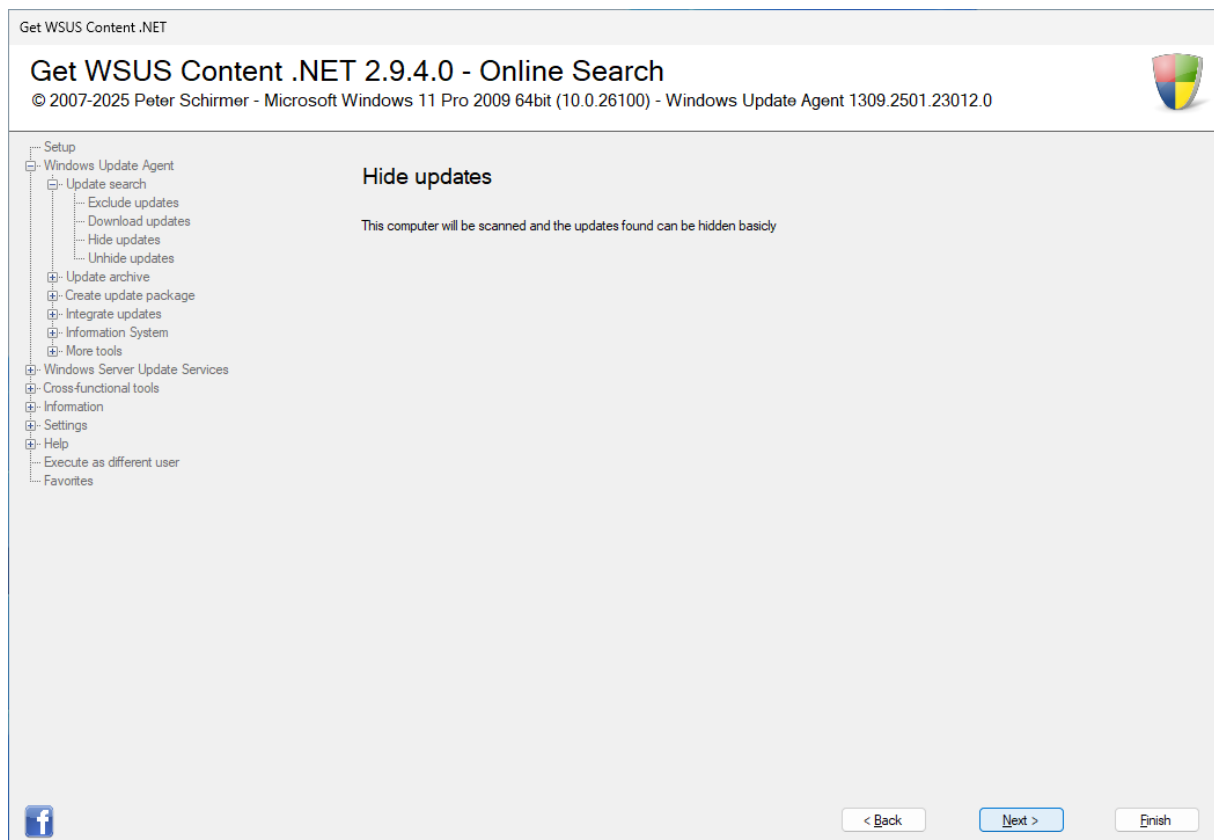 Get WSUS Content .NET
Get WSUS Content .NET 2.9.4.0 - Online Search
© 2007-2025 Peter Schirmer - Microsoft Windows 11 Pro 2009 64bit (10.0.26100) - Windows Update Agent 1309.2501.23012.0
Setup
Windows Update Agent
Update search
Exclude updates
Download updates
Hide updates
Unhide updates
Update archive
Create update package
Integrate updates
Information System
More tools
Windows Server Update Services
Cross-functional tools
Information
Settings
Help
Execute as different user
Favorites
Hide updates
This computer will be scanned and the updates found can be hidden basicly
f
< Back
Next >
Finish